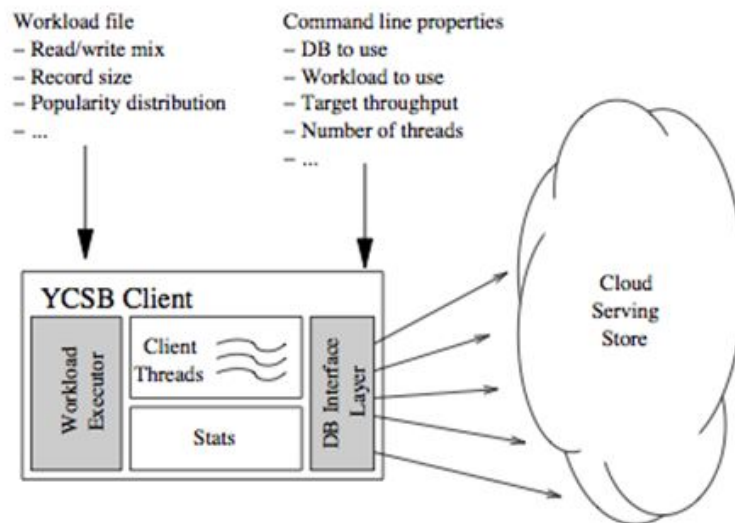 Workload file
– Read/write mix
– Record size
– Popularity distribution
– ...
Command line properties
– DB to use
– Workload to use
– Target throughput
– Number of threads
– ...
YCSB Client
Workload
Executor
Client
Threads
Stats
DB Interface
Layer
Cloud
Serving
Store